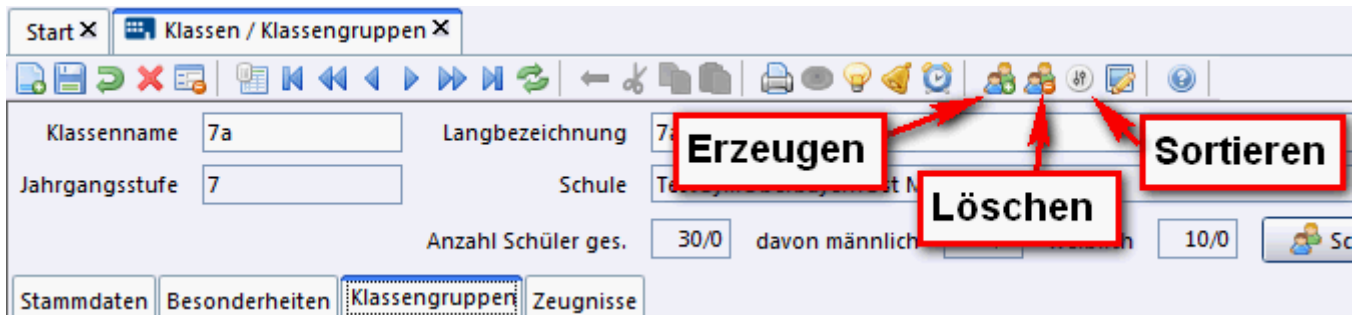 Start
Klassen / Klassengruppen
Klassenname 7a Langbezeichnung
Erzeugen
Sortieren
Jahrgangsstufe 7 Schule
Löschen
Anzahl Schüler ges. 30/0 davon männlich 10/0
Stammdaten Besonderheiten Klassengruppen Zeugnisse